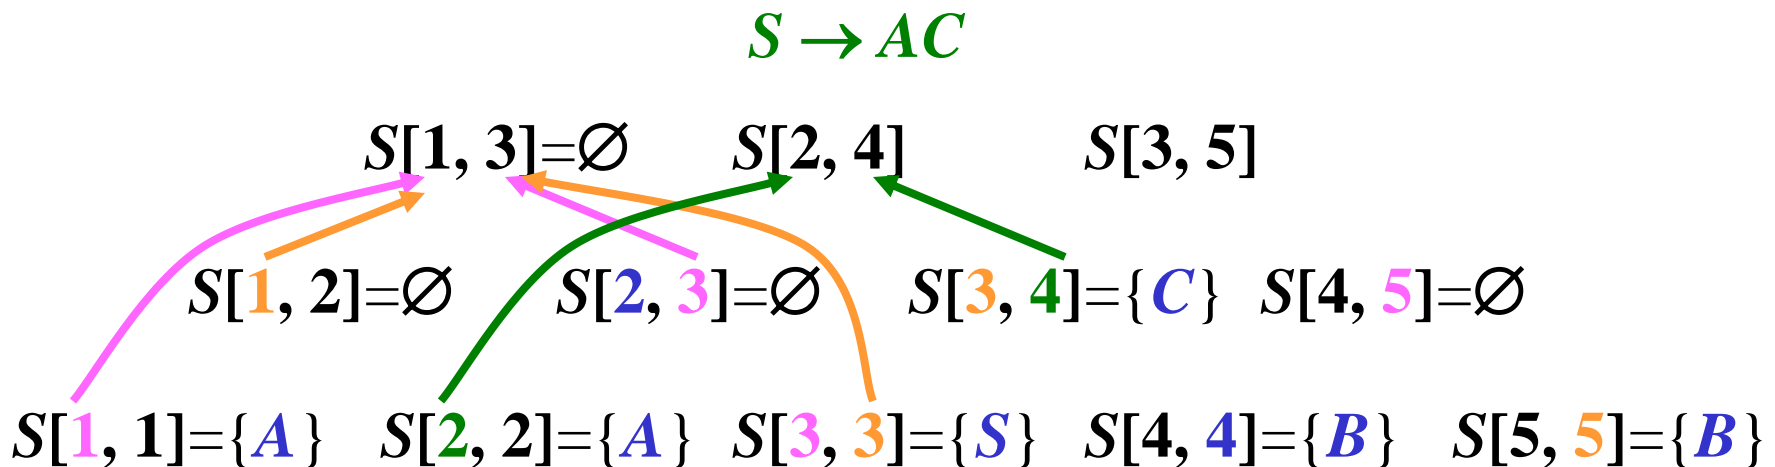 S → AC
S[1, 3]=∅ S[2, 4] S[3, 5]
S[1, 2]=∅ S[2, 3]=∅ S[3, 4]={C} S[4, 5]=∅
S[1, 1]={A} S[2, 2]={A} S[3, 3]={S} S[4, 4]={B} S[5, 5]={B}